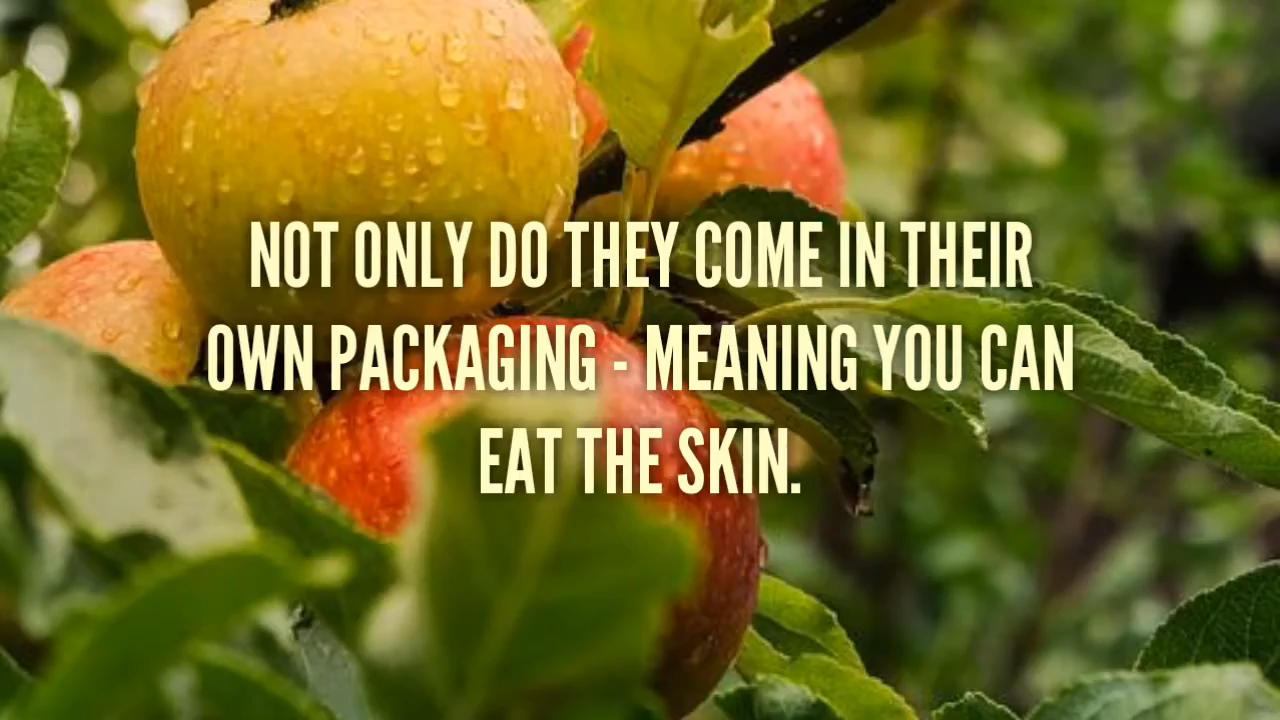 NOT ONLY DO THEY COME IN THEIR
OWN PACKAGING - MEANING YOU CAN
EAT THE SKIN.